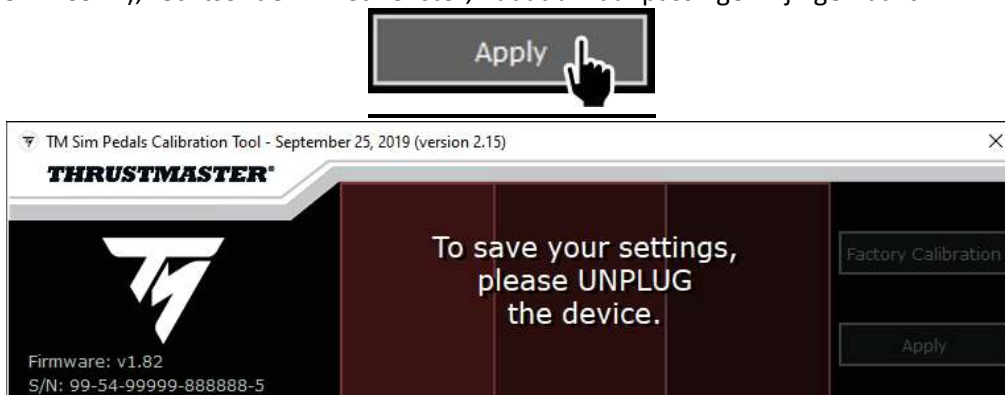 Apply
TM Sim Pedals Calibration Tool - September 25, 2019 (version 2.15)
THRUSTMASTER®
To save your settings,
please UNPLUG
the device.
Factory Calibration
Apply
Firmware: v1.82
S/N: 99-54-99999-888888-5